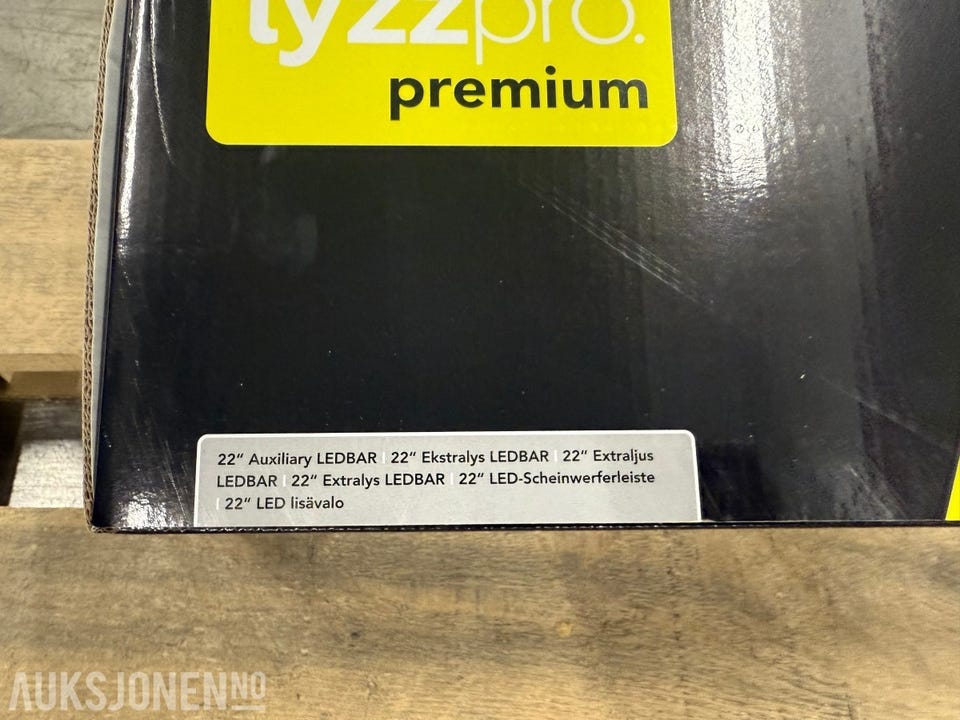 lyzzpro.
premium
22“ Auxiliary LEDBAR | 22“ Ekstralys LEDBAR | 22“ Extraljus
LEDBAR | 22“ Extralys LEDBAR | 22“ LED-Scheinwerferleiste
| 22“ LED lisävalo
AUKSJONEN NO